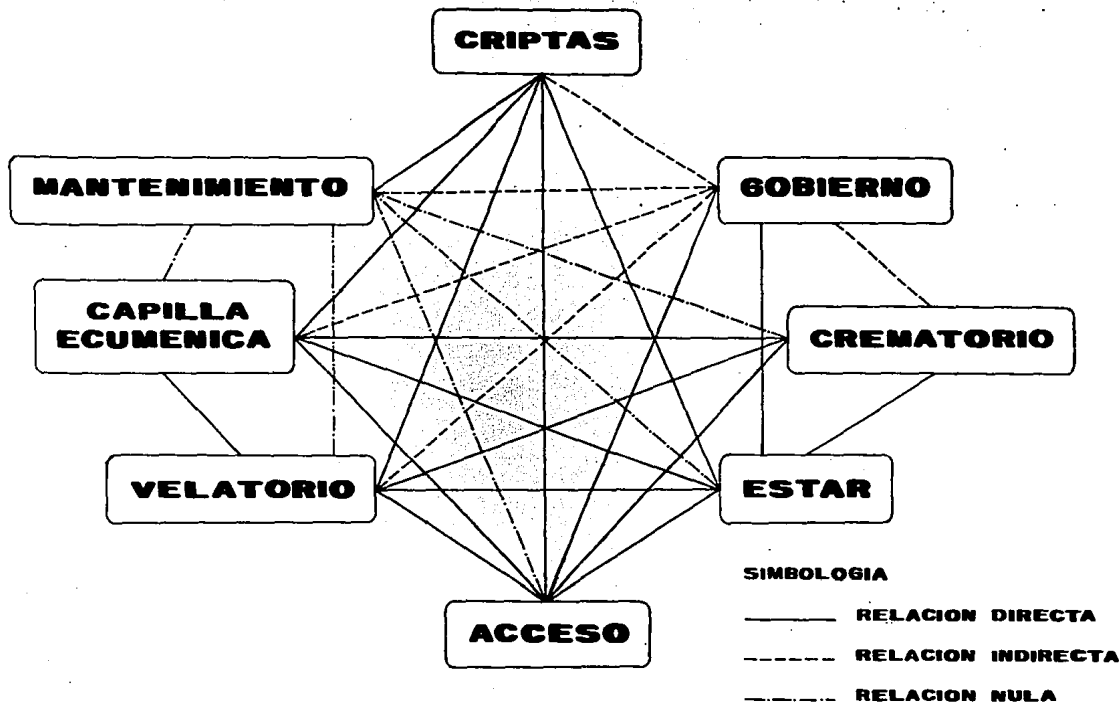 CRIPTAS
MANTENIMIENTO
GOBIERNO
CAPILLA
ECUMENICA
CREMATORIO
VELATORIO
ESTAR
ACCESO
SIMBOLOGIA
RELACION DIRECTA
RELACION INDIRECTA
RELACION NULA